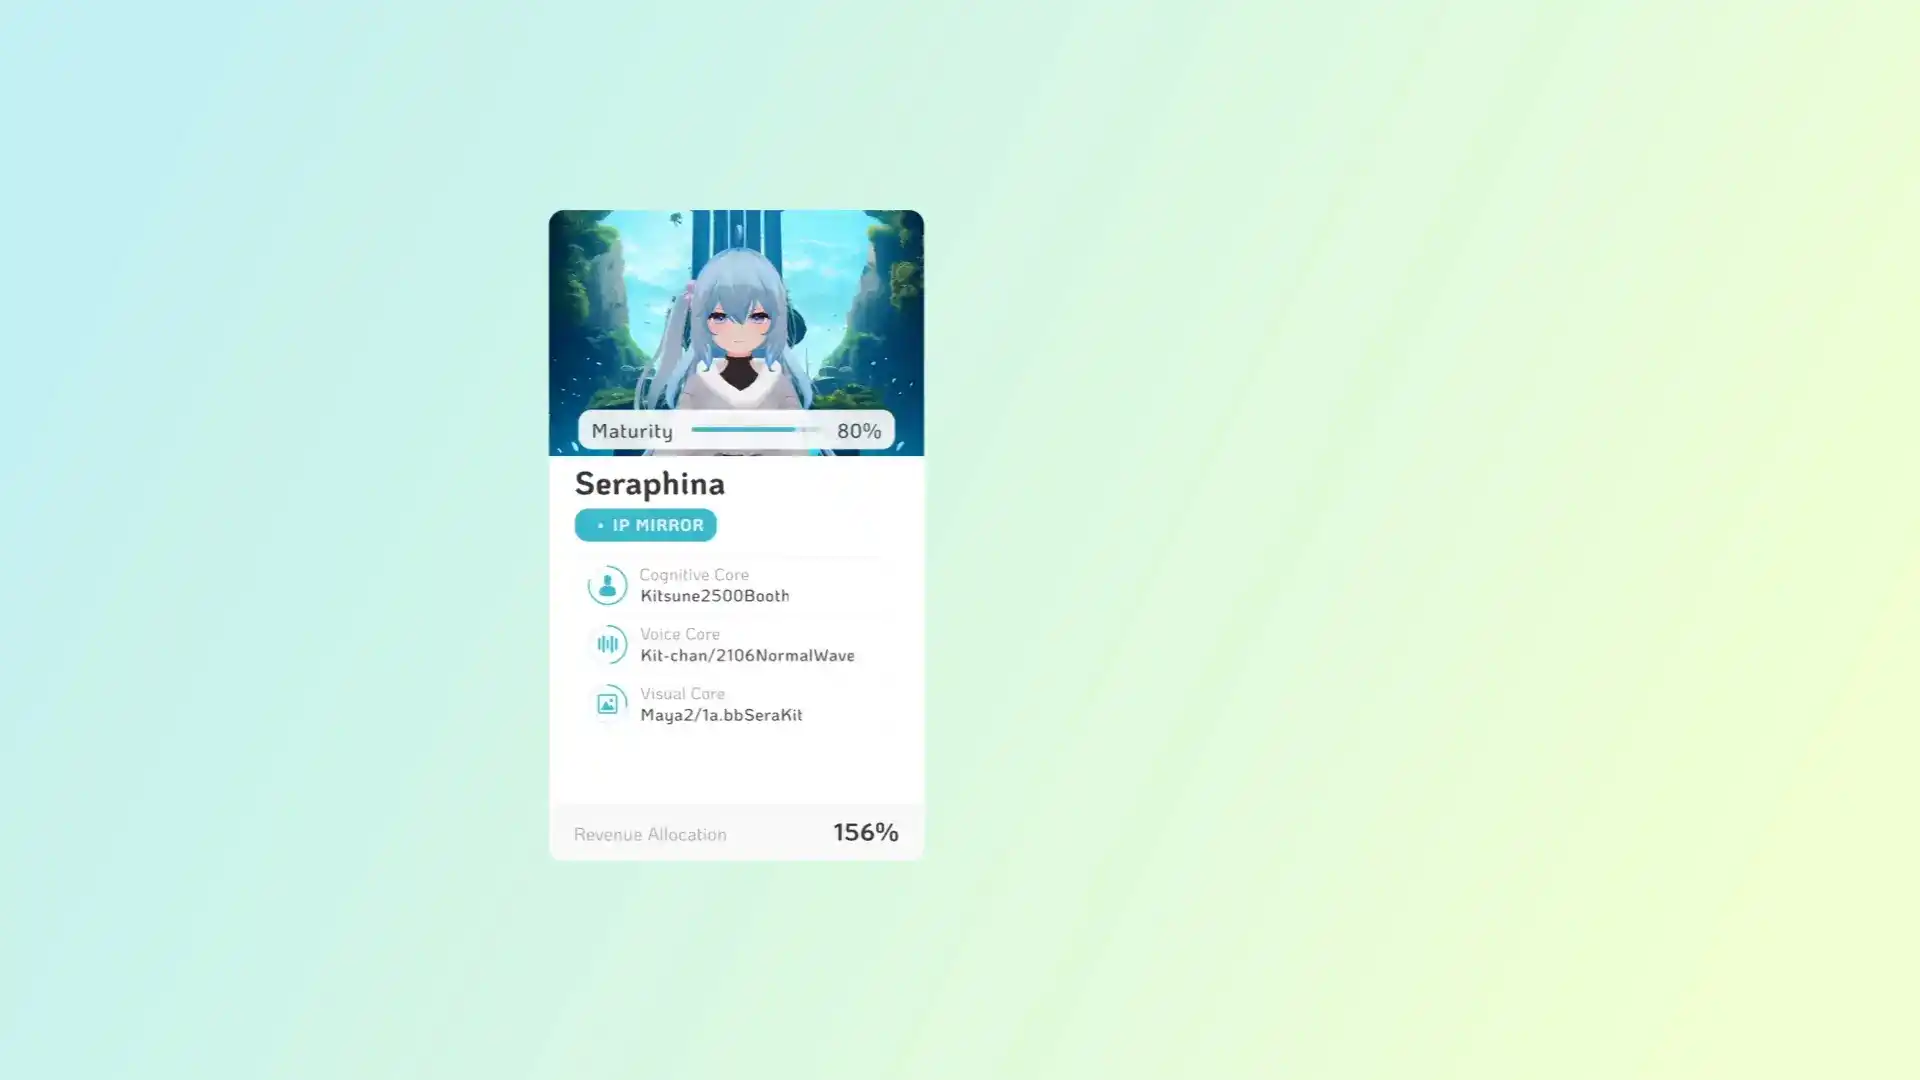 Maturity 80%
Seraphina
• IP MIRROR
Cognitive Core
Kitsune2500Booth
Voice Core
Kit-chan/2106NormalWave
Visual Core
Maya2/1a.bbSeraKit
Revenue Allocation 156%